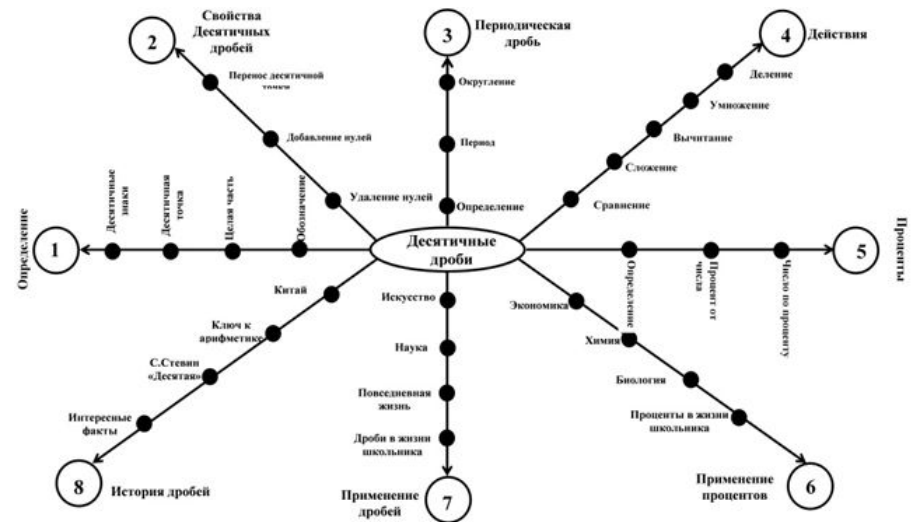 Свойства
Десятичных
дробей
2
Перенос десятичной
точки
Добавление нулей
Удаление нулей
3
Периодическая
дробь
Округление
Период
Определение
4
Действия
Деление
Умножение
Вычитание
Сложение
Сравнение
Определение
1
Десятичные
знаки
Десятичная
точка
Целая часть
Обозначение
Десятичные
дроби
Определение
Процент от
числа
Число по проценту
5
Проценты
Китай
Ключ к
арифметике
С.Стевин
«Десятая»
Интересные
факты
8
История дробей
Искусство
Наука
Повседневная
жизнь
Дроби в жизни
школьника
Применение
дробей
7
Экономика
Химия
Биология
Проценты в жизни
школьника
Применение
процентов
6